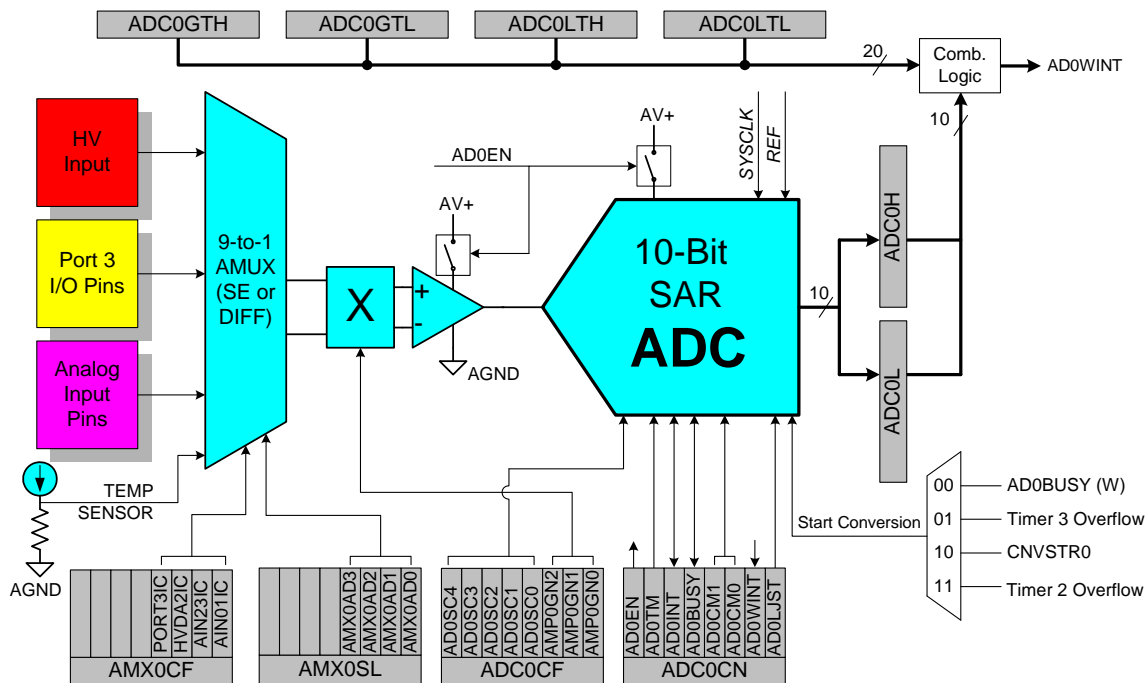 ADC0GTH
ADC0GTL
ADC0LTH
ADC0LTL
20
Comb.
Logic
AD0WINT
10
HV
Input
Port 3
I/O Pins
Analog
Input
Pins
9-to-1
AMUX
(SE or
DIFF)
AD0EN
AV+
AV+
SYSCLK
REF
X
+
-
AGND
10-Bit
SAR
ADC
10
ADC0H
ADC0L
TEMP
SENSOR
AGND
Start Conversion
00
AD0BUSY (W)
01
Timer 3 Overflow
10
CNVSTR0
11
Timer 2 Overflow
PORT3IC
HVDA2IC
AIN23IC
AIN01IC
AMX0CF
AMX0AD3
AMX0AD2
AMX0AD1
AMX0AD0
AMX0SL
AD0SC4
AD0SC3
AD0SC2
AD0SC1
AD0SC0
AMP0GN2
AMP0GN1
AMP0GN0
ADC0CF
AD0EN
AD0TM
AD0INT
AD0BUSY
AD0CM1
AD0CM0
AD0WINT
AD0LJST
ADC0CN